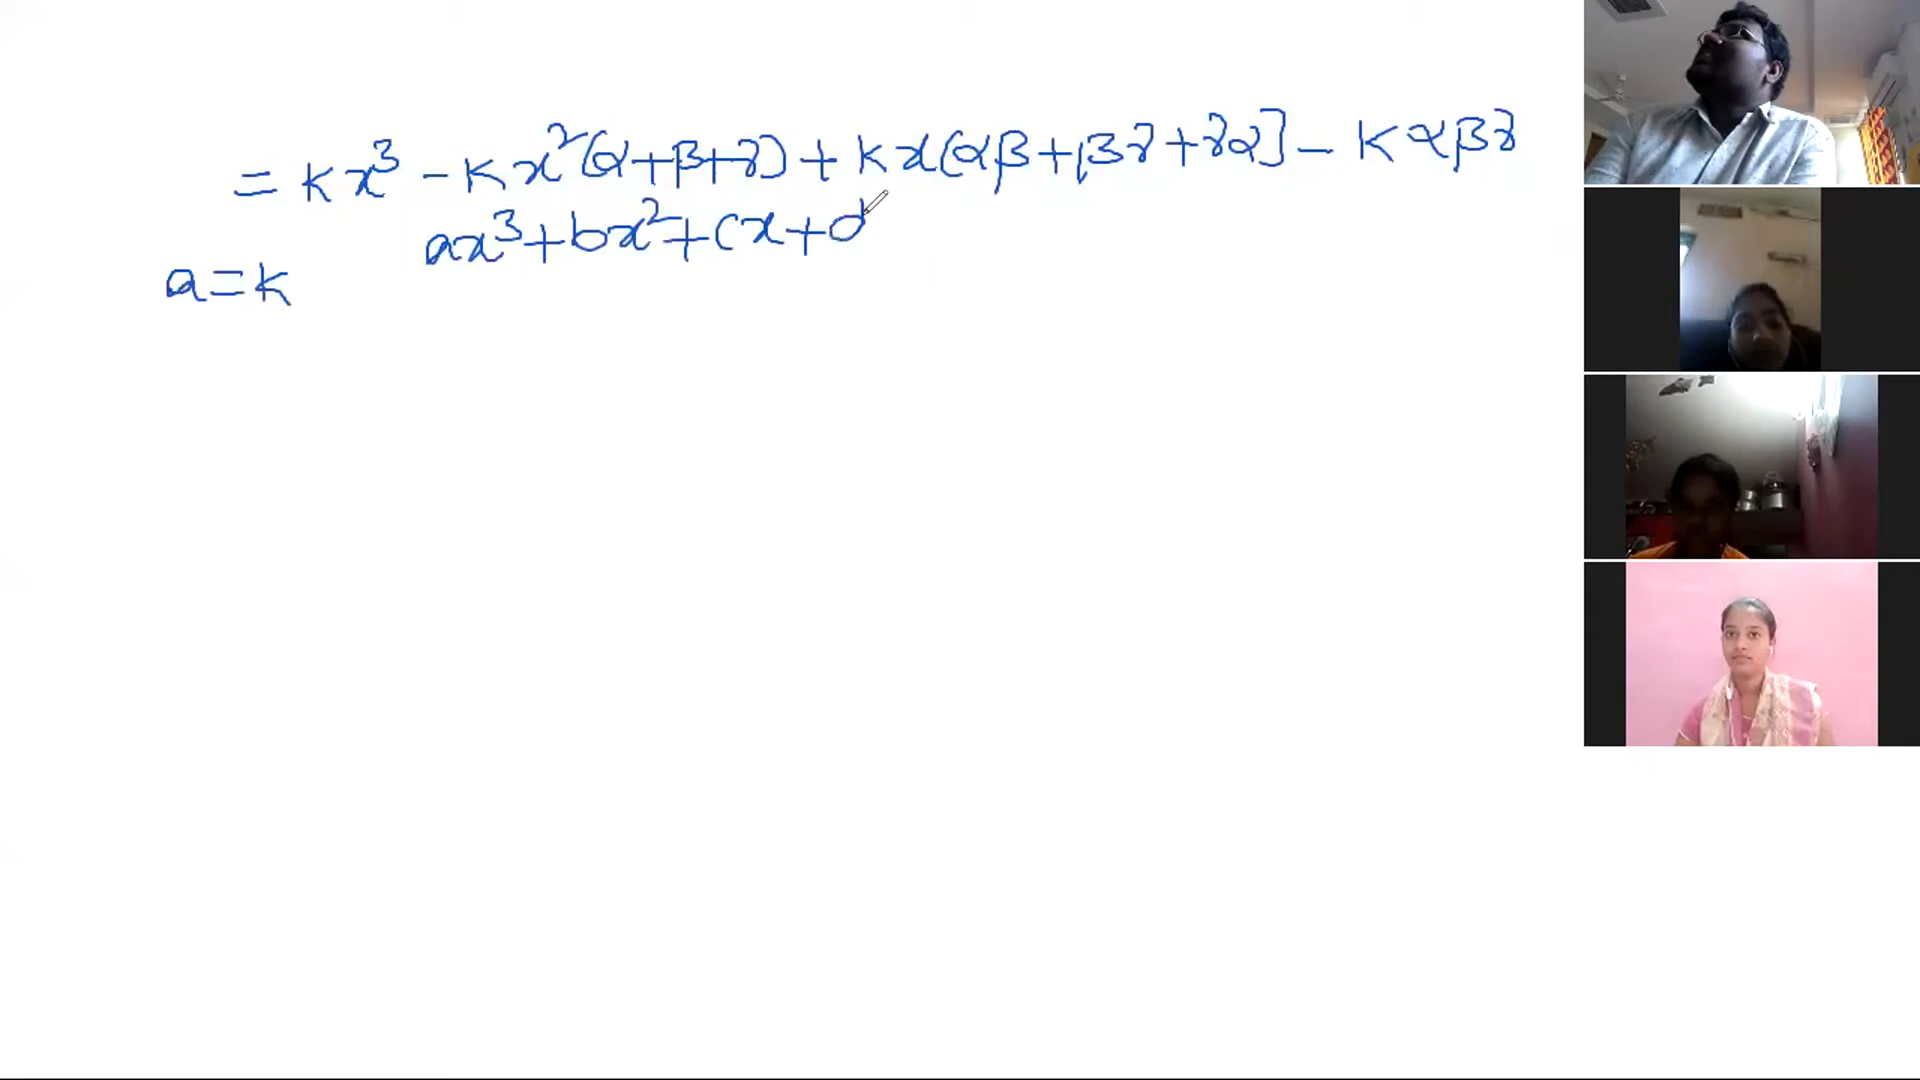 = kx³ - kx²(α+β+γ) + kx(αβ+βγ+γα] - kαβγ
ax³+bx²+cx+d
a=k